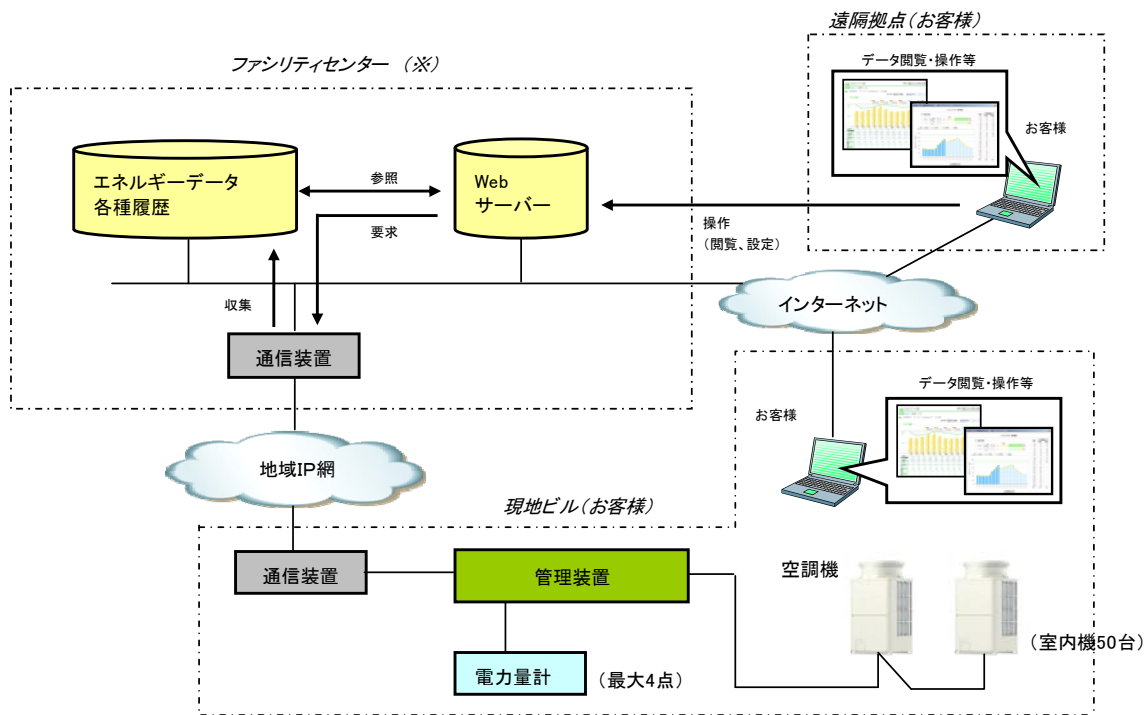 遠隔拠点(お客様)
データ閲覧・操作等
お客様
ファシリティセンター (※)
エネルギーデータ
各種履歴
参照
要求
Web
サーバー
操作
(閲覧、設定)
収集
通信装置
インターネット
地域IP網
データ閲覧・操作等
お客様
現地ビル(お客様)
通信装置
管理装置
電力量計
(最大4点)
空調機
(室内機50台)